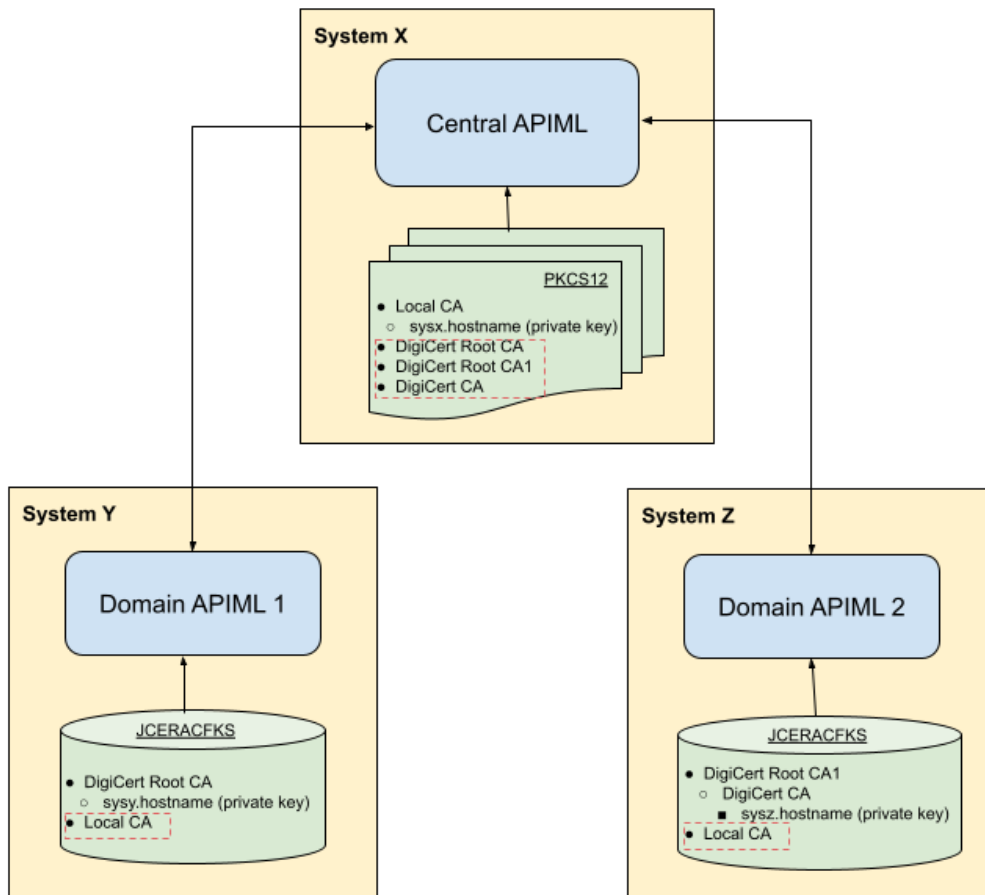 System X
Central APIML
PKCS12
● Local CA
○ sysx.hostname (private key)
● DigiCert Root CA
● DigiCert Root CA1
● DigiCert CA
System Y
Domain APIML 1
JCERACFKS
● DigiCert Root CA
○ sysy.hostname (private key)
● Local CA
System Z
Domain APIML 2
JCERACFKS
● DigiCert Root CA1
○ DigiCert CA
■ sysz.hostname (private key)
● Local CA